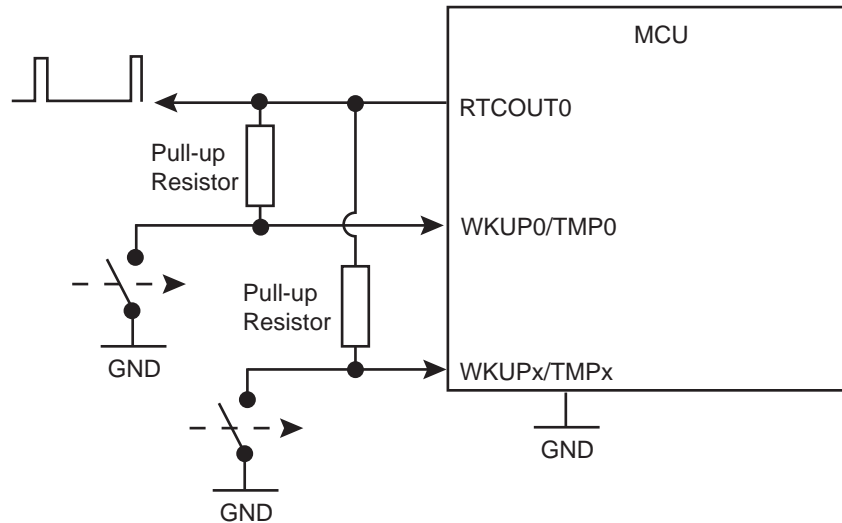 MCU
RTCOUT0
Pull-up
Resistor
WKUP0/TMP0
Pull-up
Resistor
GND
WKUPx/TMPx
GND
GND